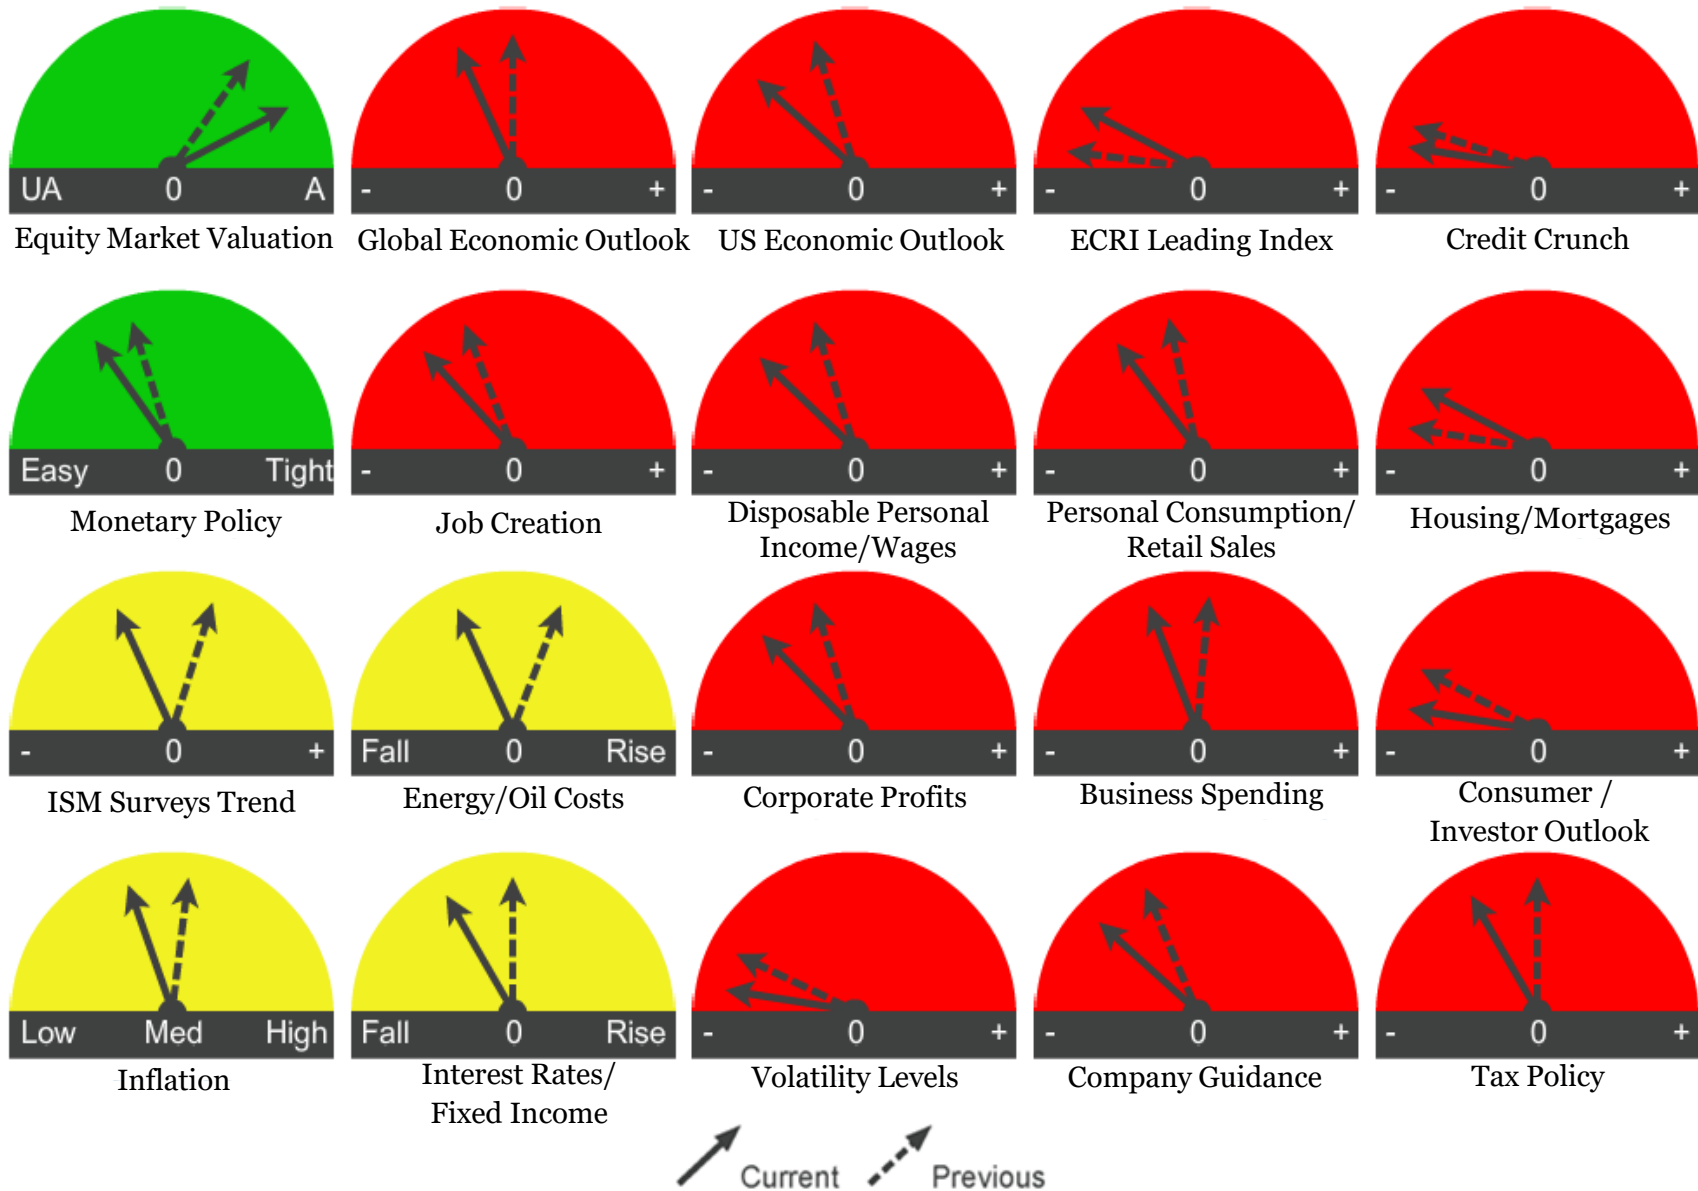 UA 0 A
- 0 +
- 0 +
- 0 +
- 0 +
Equity Market Valuation
Global Economic Outlook
US Economic Outlook
ECRI Leading Index
Credit Crunch
Easy 0 Tight
- 0 +
- 0 +
- 0 +
- 0 +
Monetary Policy
Job Creation
Disposable Personal
Income/Wages
Personal Consumption/
Retail Sales
Housing/Mortgages
- 0 +
Fall 0 Rise
- 0 +
- 0 +
- 0 +
ISM Surveys Trend
Energy/Oil Costs
Corporate Profits
Business Spending
Consumer /
Investor Outlook
Low Med High
Fall 0 Rise
- 0 +
- 0 +
- 0 +
Inflation
Interest Rates/
Fixed Income
Volatility Levels
Company Guidance
Tax Policy
Current
Previous